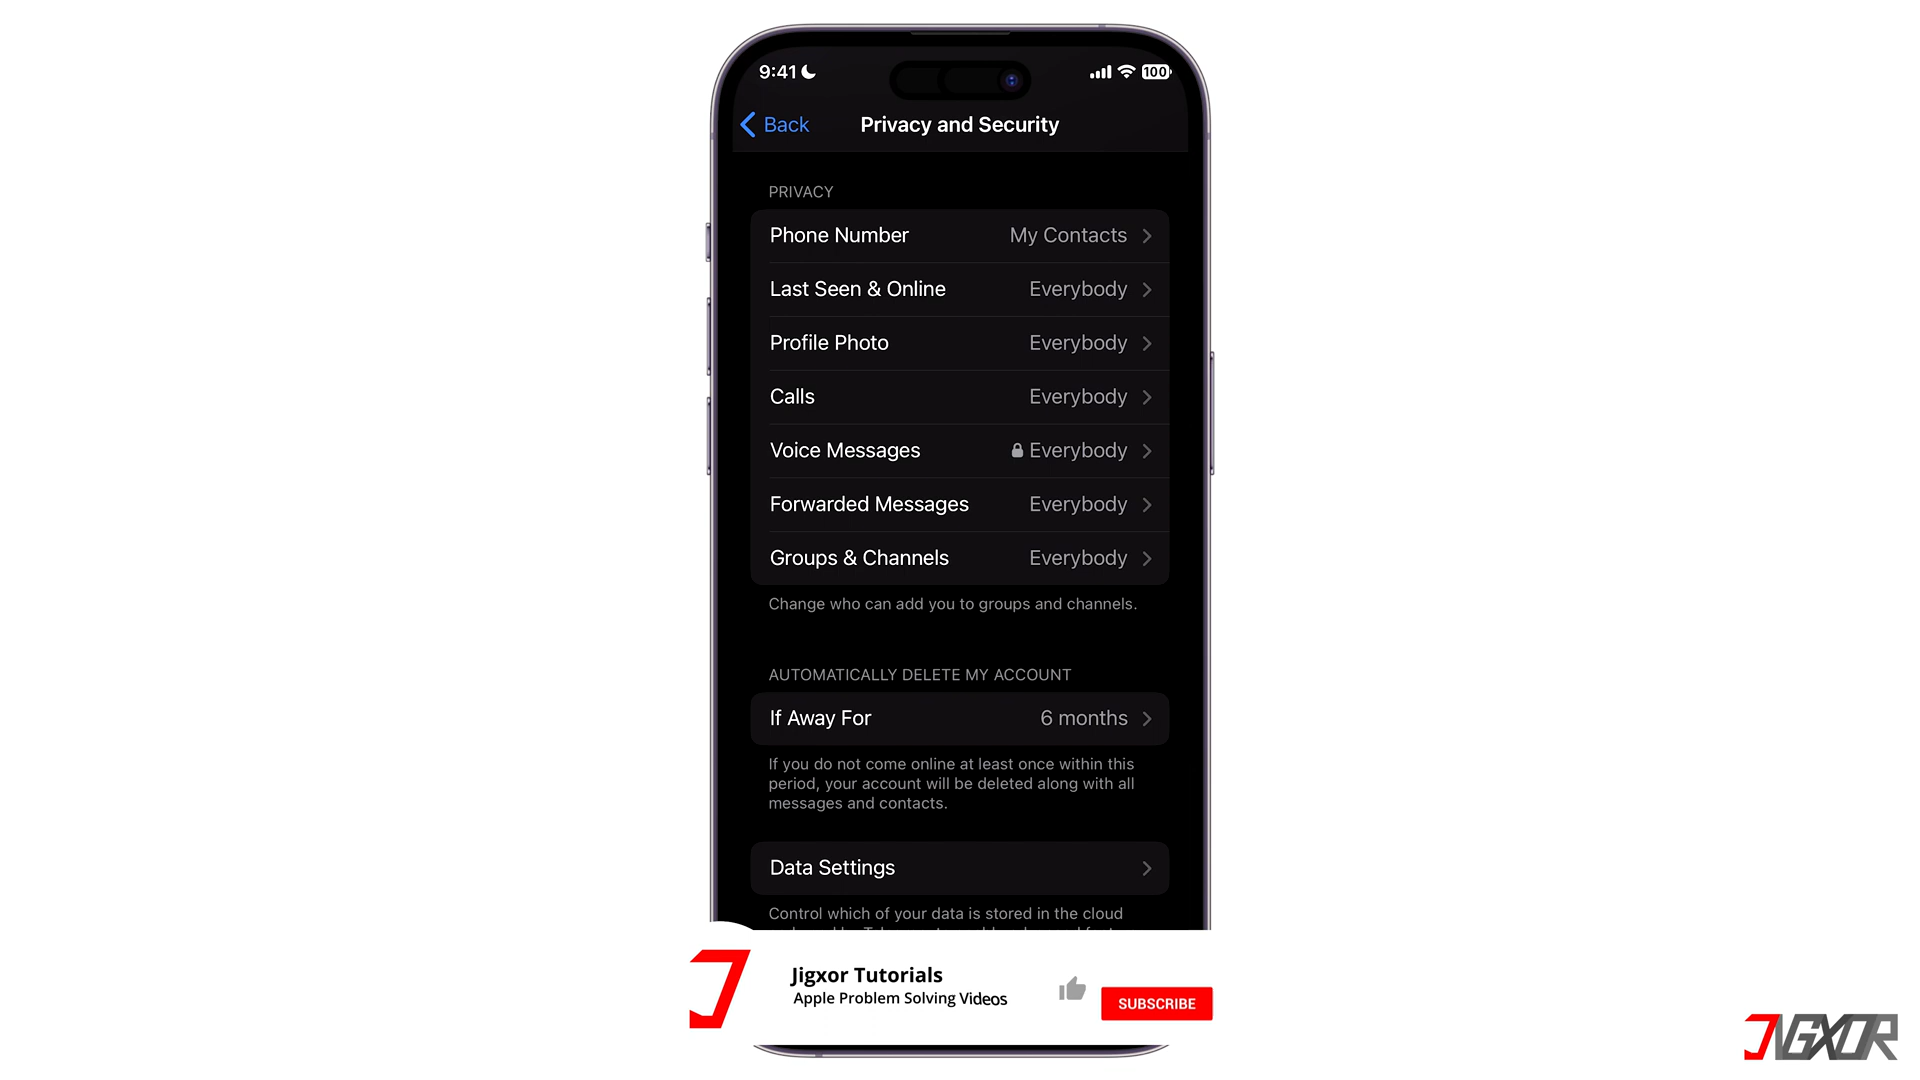 9:41
100
Back
Privacy and Security
PRIVACY
Phone Number My Contacts
Last Seen & Online Everybody
Profile Photo Everybody
Calls Everybody
Voice Messages Everybody
Forwarded Messages Everybody
Groups & Channels Everybody
Change who can add you to groups and channels.
AUTOMATICALLY DELETE MY ACCOUNT
If Away For 6 months
If you do not come online at least once within this
period, your account will be deleted along with all
messages and contacts.
Data Settings
Control which of your data is stored in the cloud
Jigxor Tutorials
Apple Problem Solving Videos
SUBSCRIBE
JIGXOR